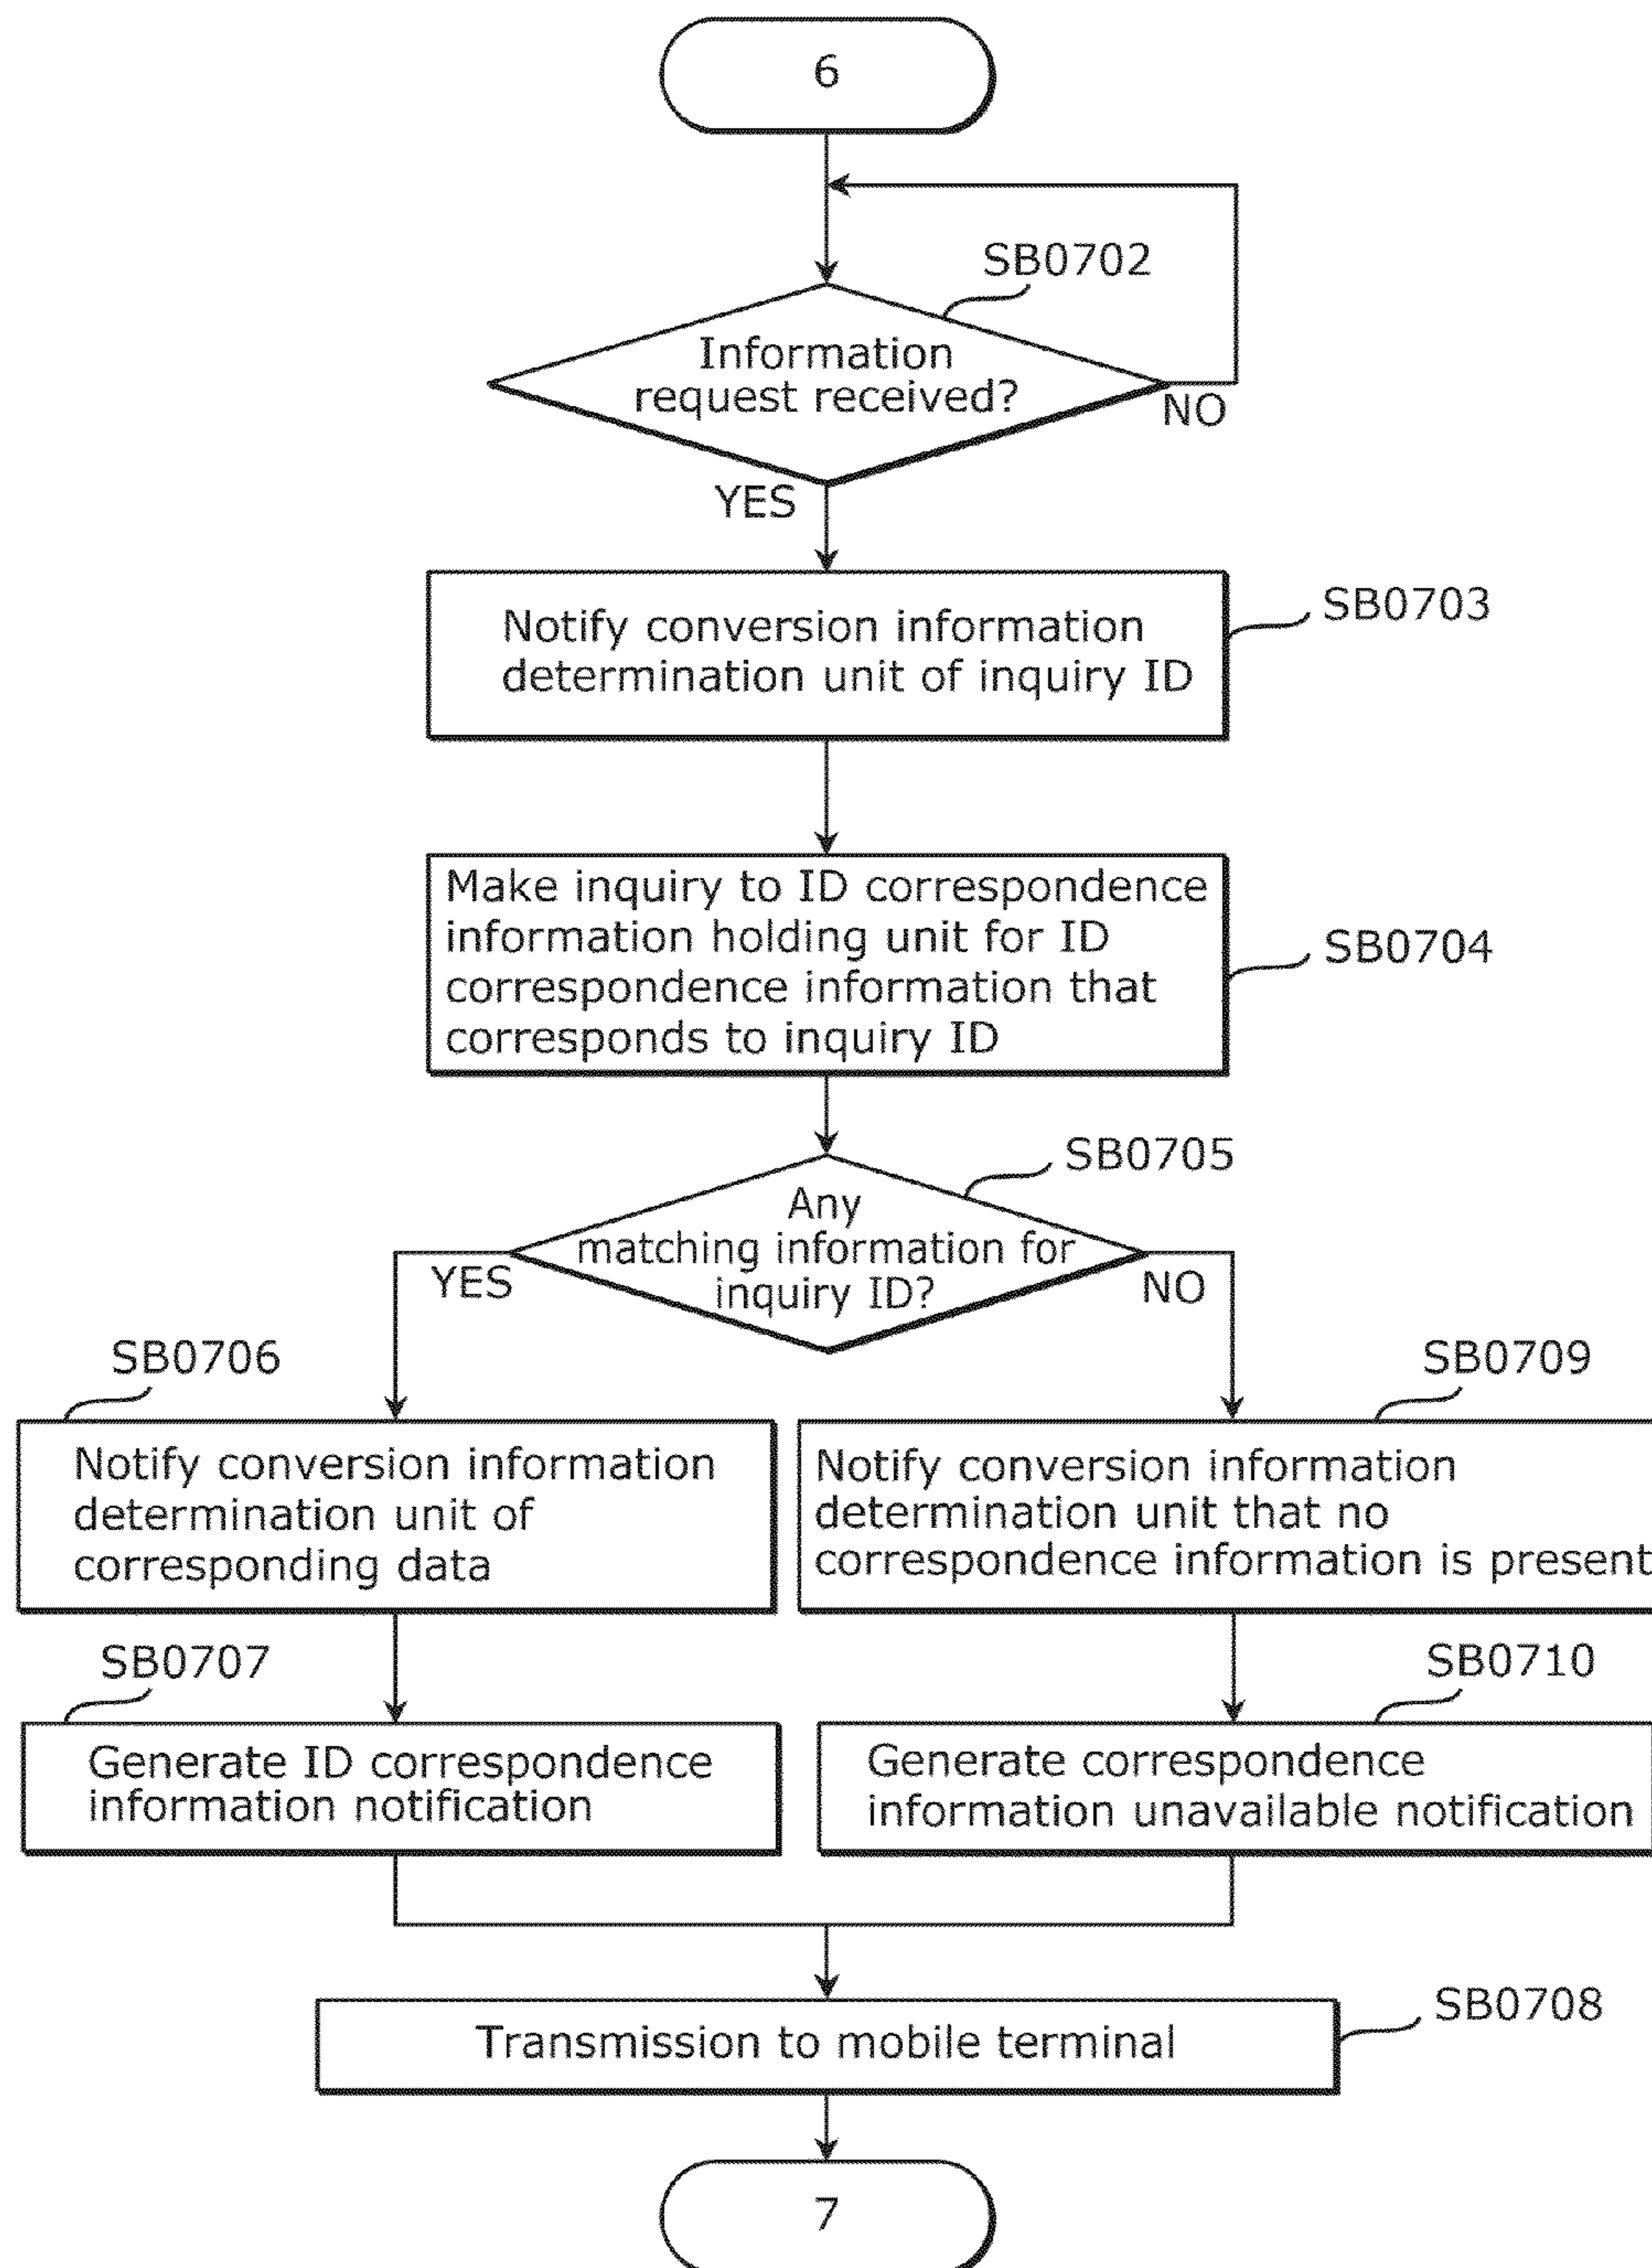 6
SB0702
Information
request received?
NO
YES
Notify conversion information
determination unit of inquiry ID
SB0703
Make inquiry to ID correspondence
information holding unit for ID
correspondence information that
corresponds to inquiry ID
SB0704
SB0705
Any
matching information for
inquiry ID?
YES
NO
SB0706
Notify conversion information
determination unit of
corresponding data
SB0709
Notify conversion information
determination unit that no
correspondence information is present
SB0707
Generate ID correspondence
information notification
SB0710
Generate correspondence
information unavailable notification
SB0708
Transmission to mobile terminal
7